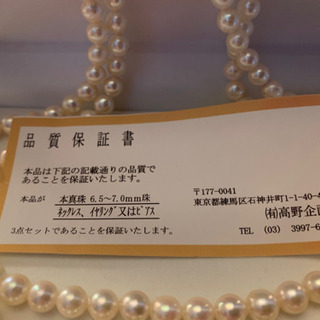 品質保証書
本品は下記の記載通りの品質で
あることを保証いたします。
本品が 本真珠 6.5～7.0mm珠
ネックレス、イヤリング又はピアス
3点セットであることを保証いたします。
〒177-0041
東京都練馬区石神井町1-1-40-4
㈲高野企画
TEL (03) 3997-6